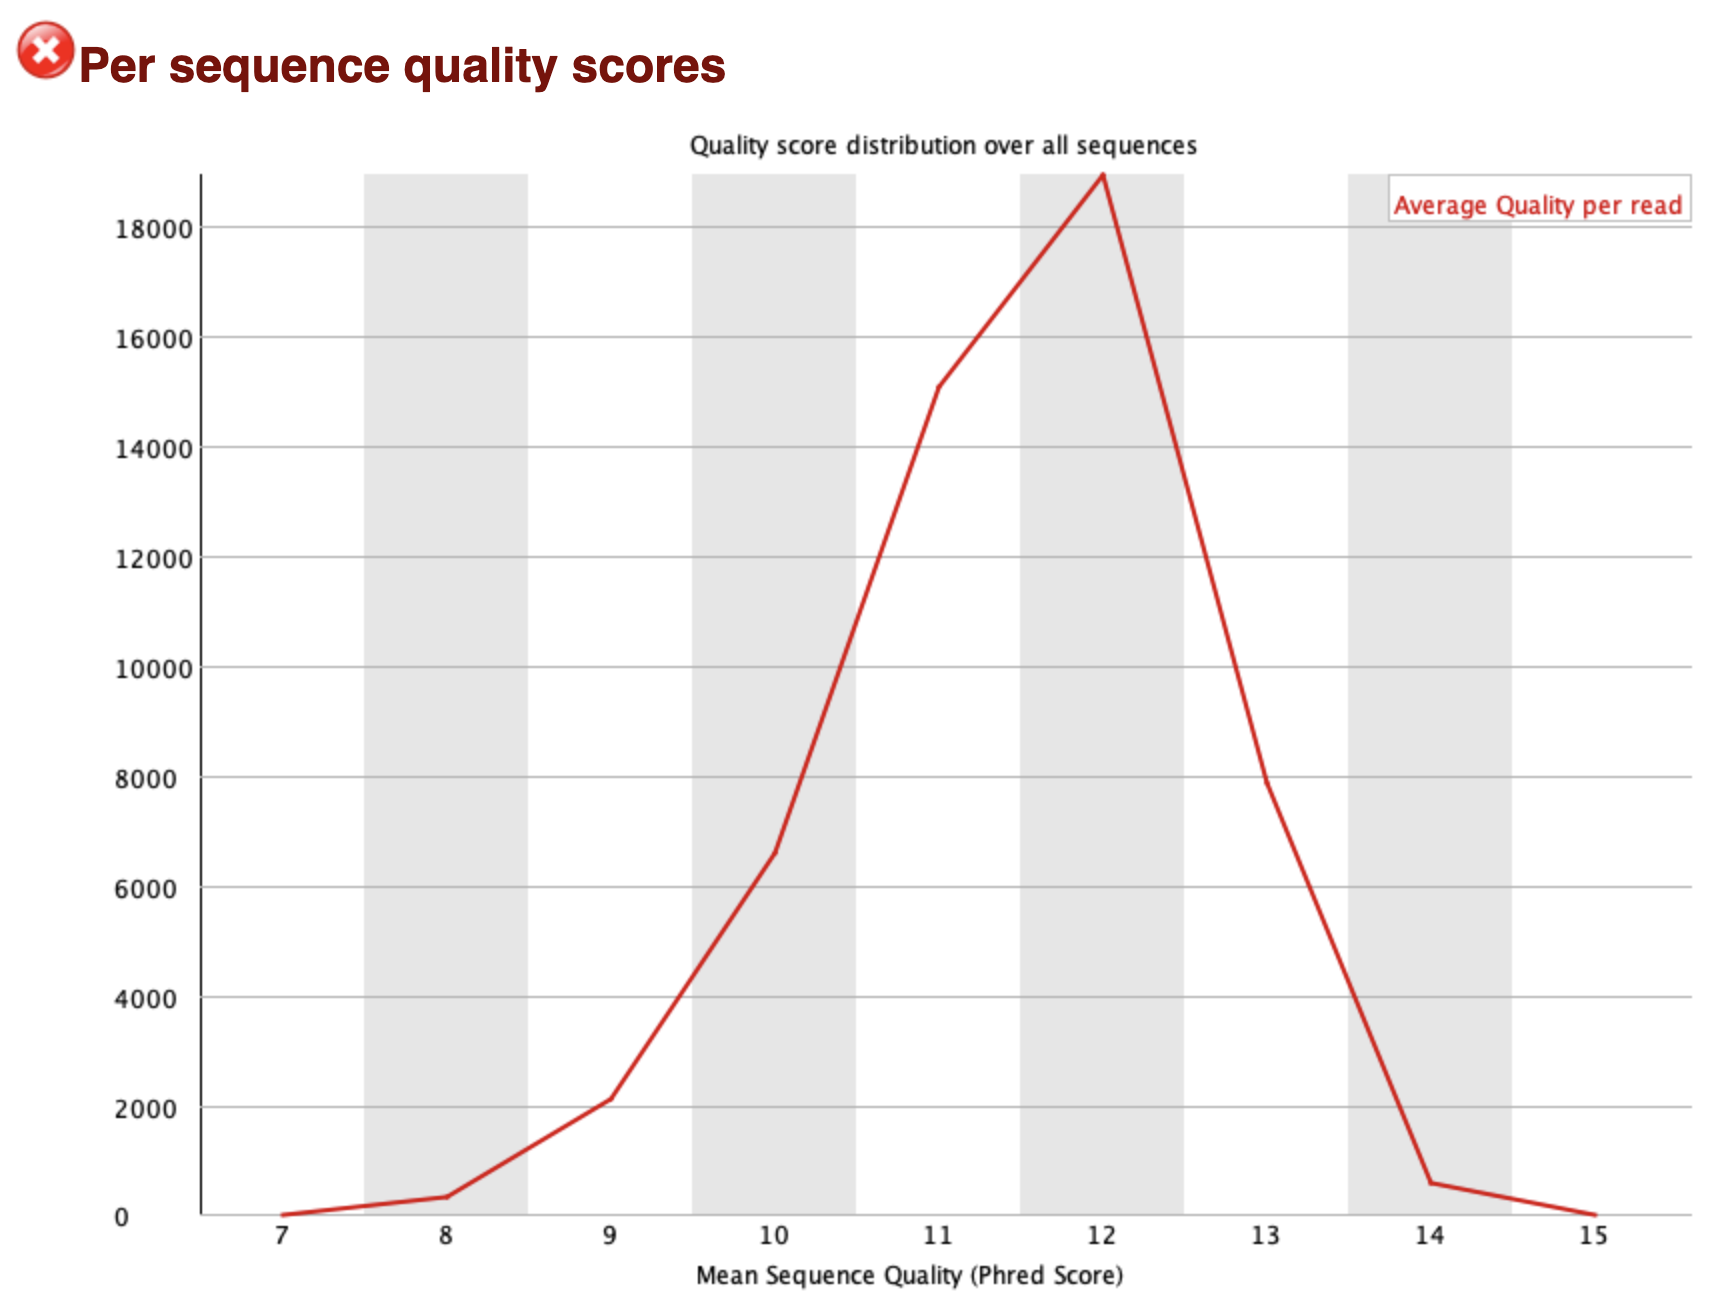 Per sequence quality scores
Quality score distribution over all sequences
Average Quality per read
18000
16000
14000
12000
10000
8000
6000
4000
2000
0
7 8 9 10 11 12 13 14 15
Mean Sequence Quality (Phred Score)